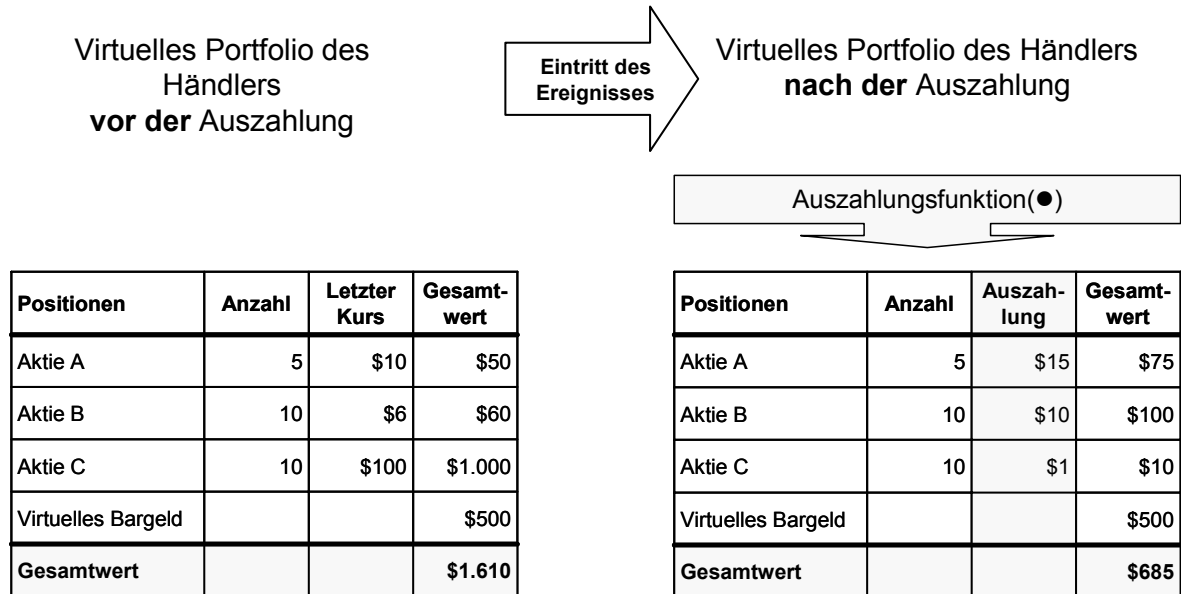 Virtuelles Portfolio des
Händlers
vor der Auszahlung
Eintritt des
Ereignisses
Virtuelles Portfolio des Händlers
nach der Auszahlung
Auszahlungsfunktion(●)
Positionen Anzahl Letzter Kurs Gesamt-wert
Aktie A 5 $10 $50
Aktie B 10 $6 $60
Aktie C 10 $100 $1.000
Virtuelles Bargeld $500
Gesamtwert $1.610
Positionen Anzahl Auszah-lung Gesamt-wert
Aktie A 5 $15 $75
Aktie B 10 $10 $100
Aktie C 10 $1 $10
Virtuelles Bargeld $500
Gesamtwert $685